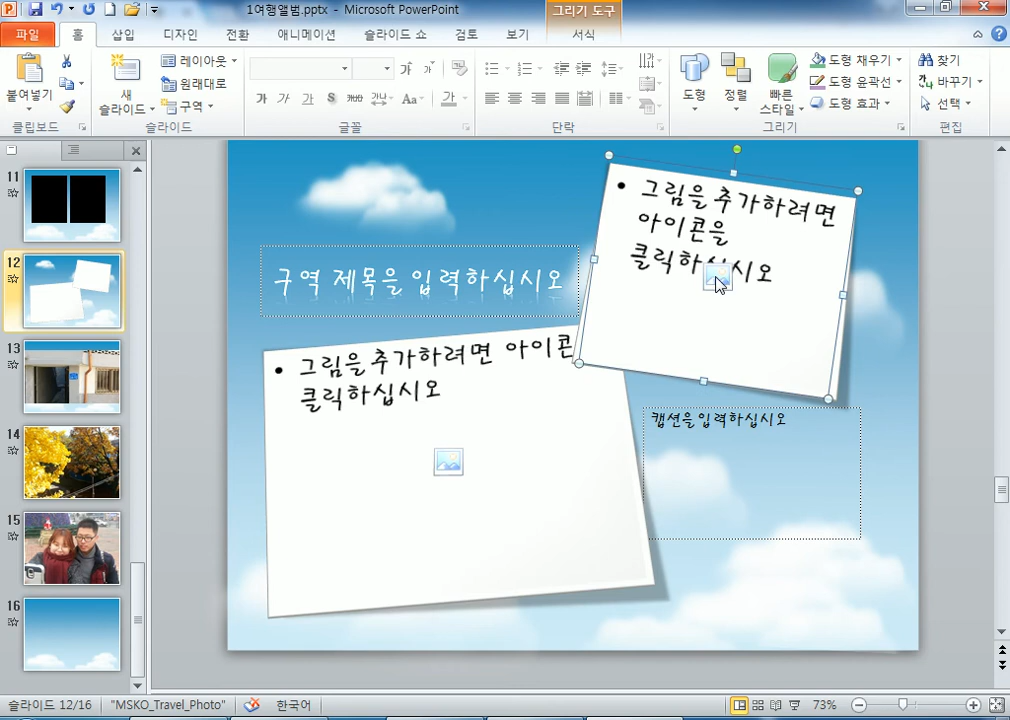 1여행앨범.pptx - Microsoft PowerPoint
그리기 도구
파일
홈
삽입
디자인
전환
애니메이션
슬라이드 쇼
검토
보기
서식
붙여넣기
클립보드
새
슬라이드
레이아웃
원래대로
구역
슬라이드
가
가
가
가
가
글꼴
단락
도형
정렬
빠른
스타일
도형 채우기
도형 윤곽선
도형 효과
그리기
찾기
바꾸기
선택
편집
11
12
13
14
15
16
구역 제목을 입력하십시오
• 그림을 추가하려면
아이콘을
클릭하십시오
• 그림을 추가하려면 아이콘
클릭하십시오
캡션을 입력하십시오
슬라이드 12/16
"MSKO_Travel_Photo"
한국어
73%